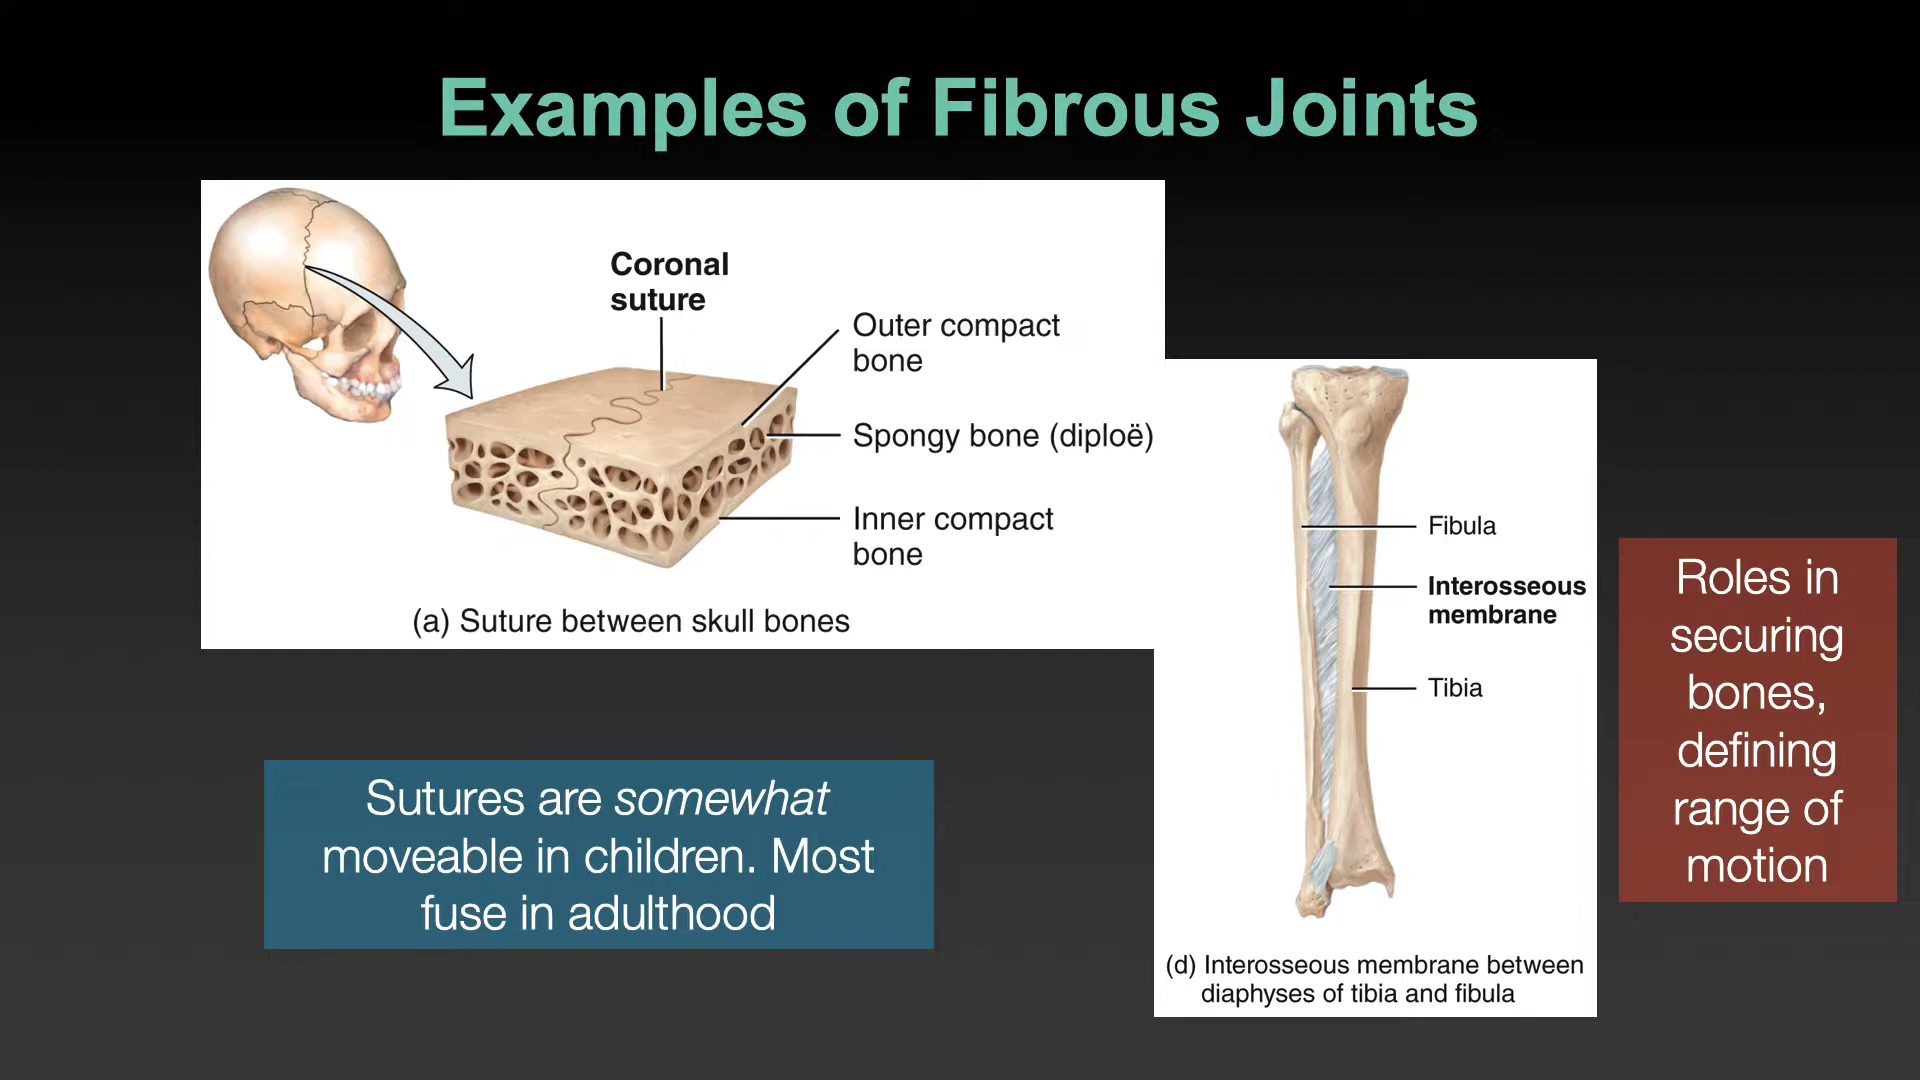 Examples of Fibrous Joints
Coronal
suture
Outer compact
bone
Spongy bone (diploë)
Inner compact
bone
(a) Suture between skull bones
Sutures are somewhat
moveable in children. Most
fuse in adulthood
Fibula
Interosseous
membrane
Tibia
(d) Interosseous membrane between
diaphyses of tibia and fibula
Roles in
securing
bones,
defining
range of
motion